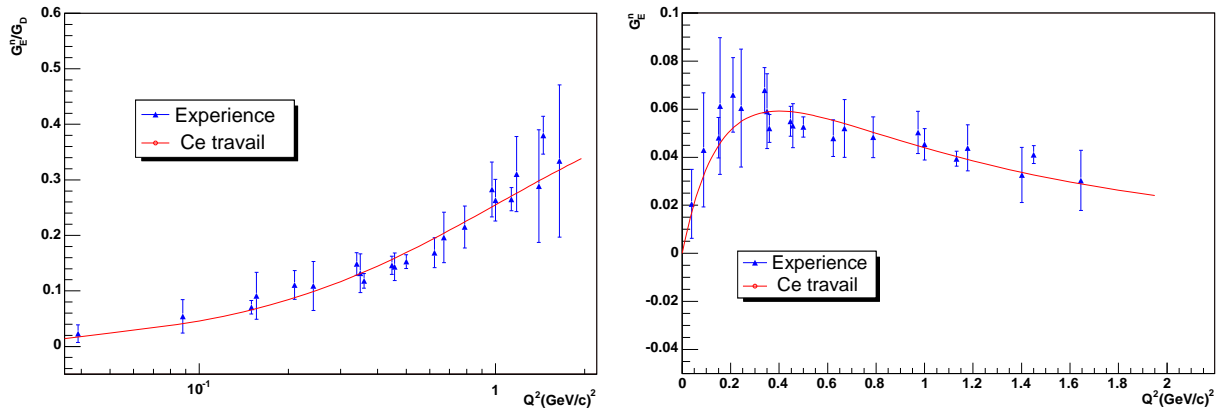 G_E^n/G_D
0.6
0.5
0.4
0.3
0.2
0.1
0
Experience
Ce travail
10^-1
1
Q^2(GeV/c)^2
G_E^n
0.1
0.08
0.06
0.04
0.02
0
-0.02
-0.04
Experience
Ce travail
0 0.2 0.4 0.6 0.8 1 1.2 1.4 1.6 1.8 2
Q^2(GeV/c)^2